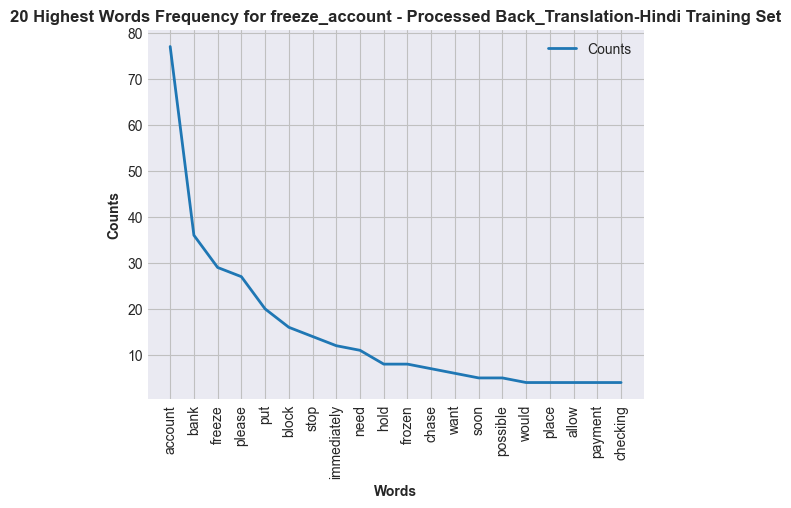 20 Highest Words Frequency for freeze_account - Processed Back_Translation-Hindi Training Set
Counts
80
70
60
50
40
30
20
10
Counts
account
bank
freeze
please
put
block
stop
immediately
need
hold
frozen
chase
want
soon
possible
would
place
allow
payment
checking
Words